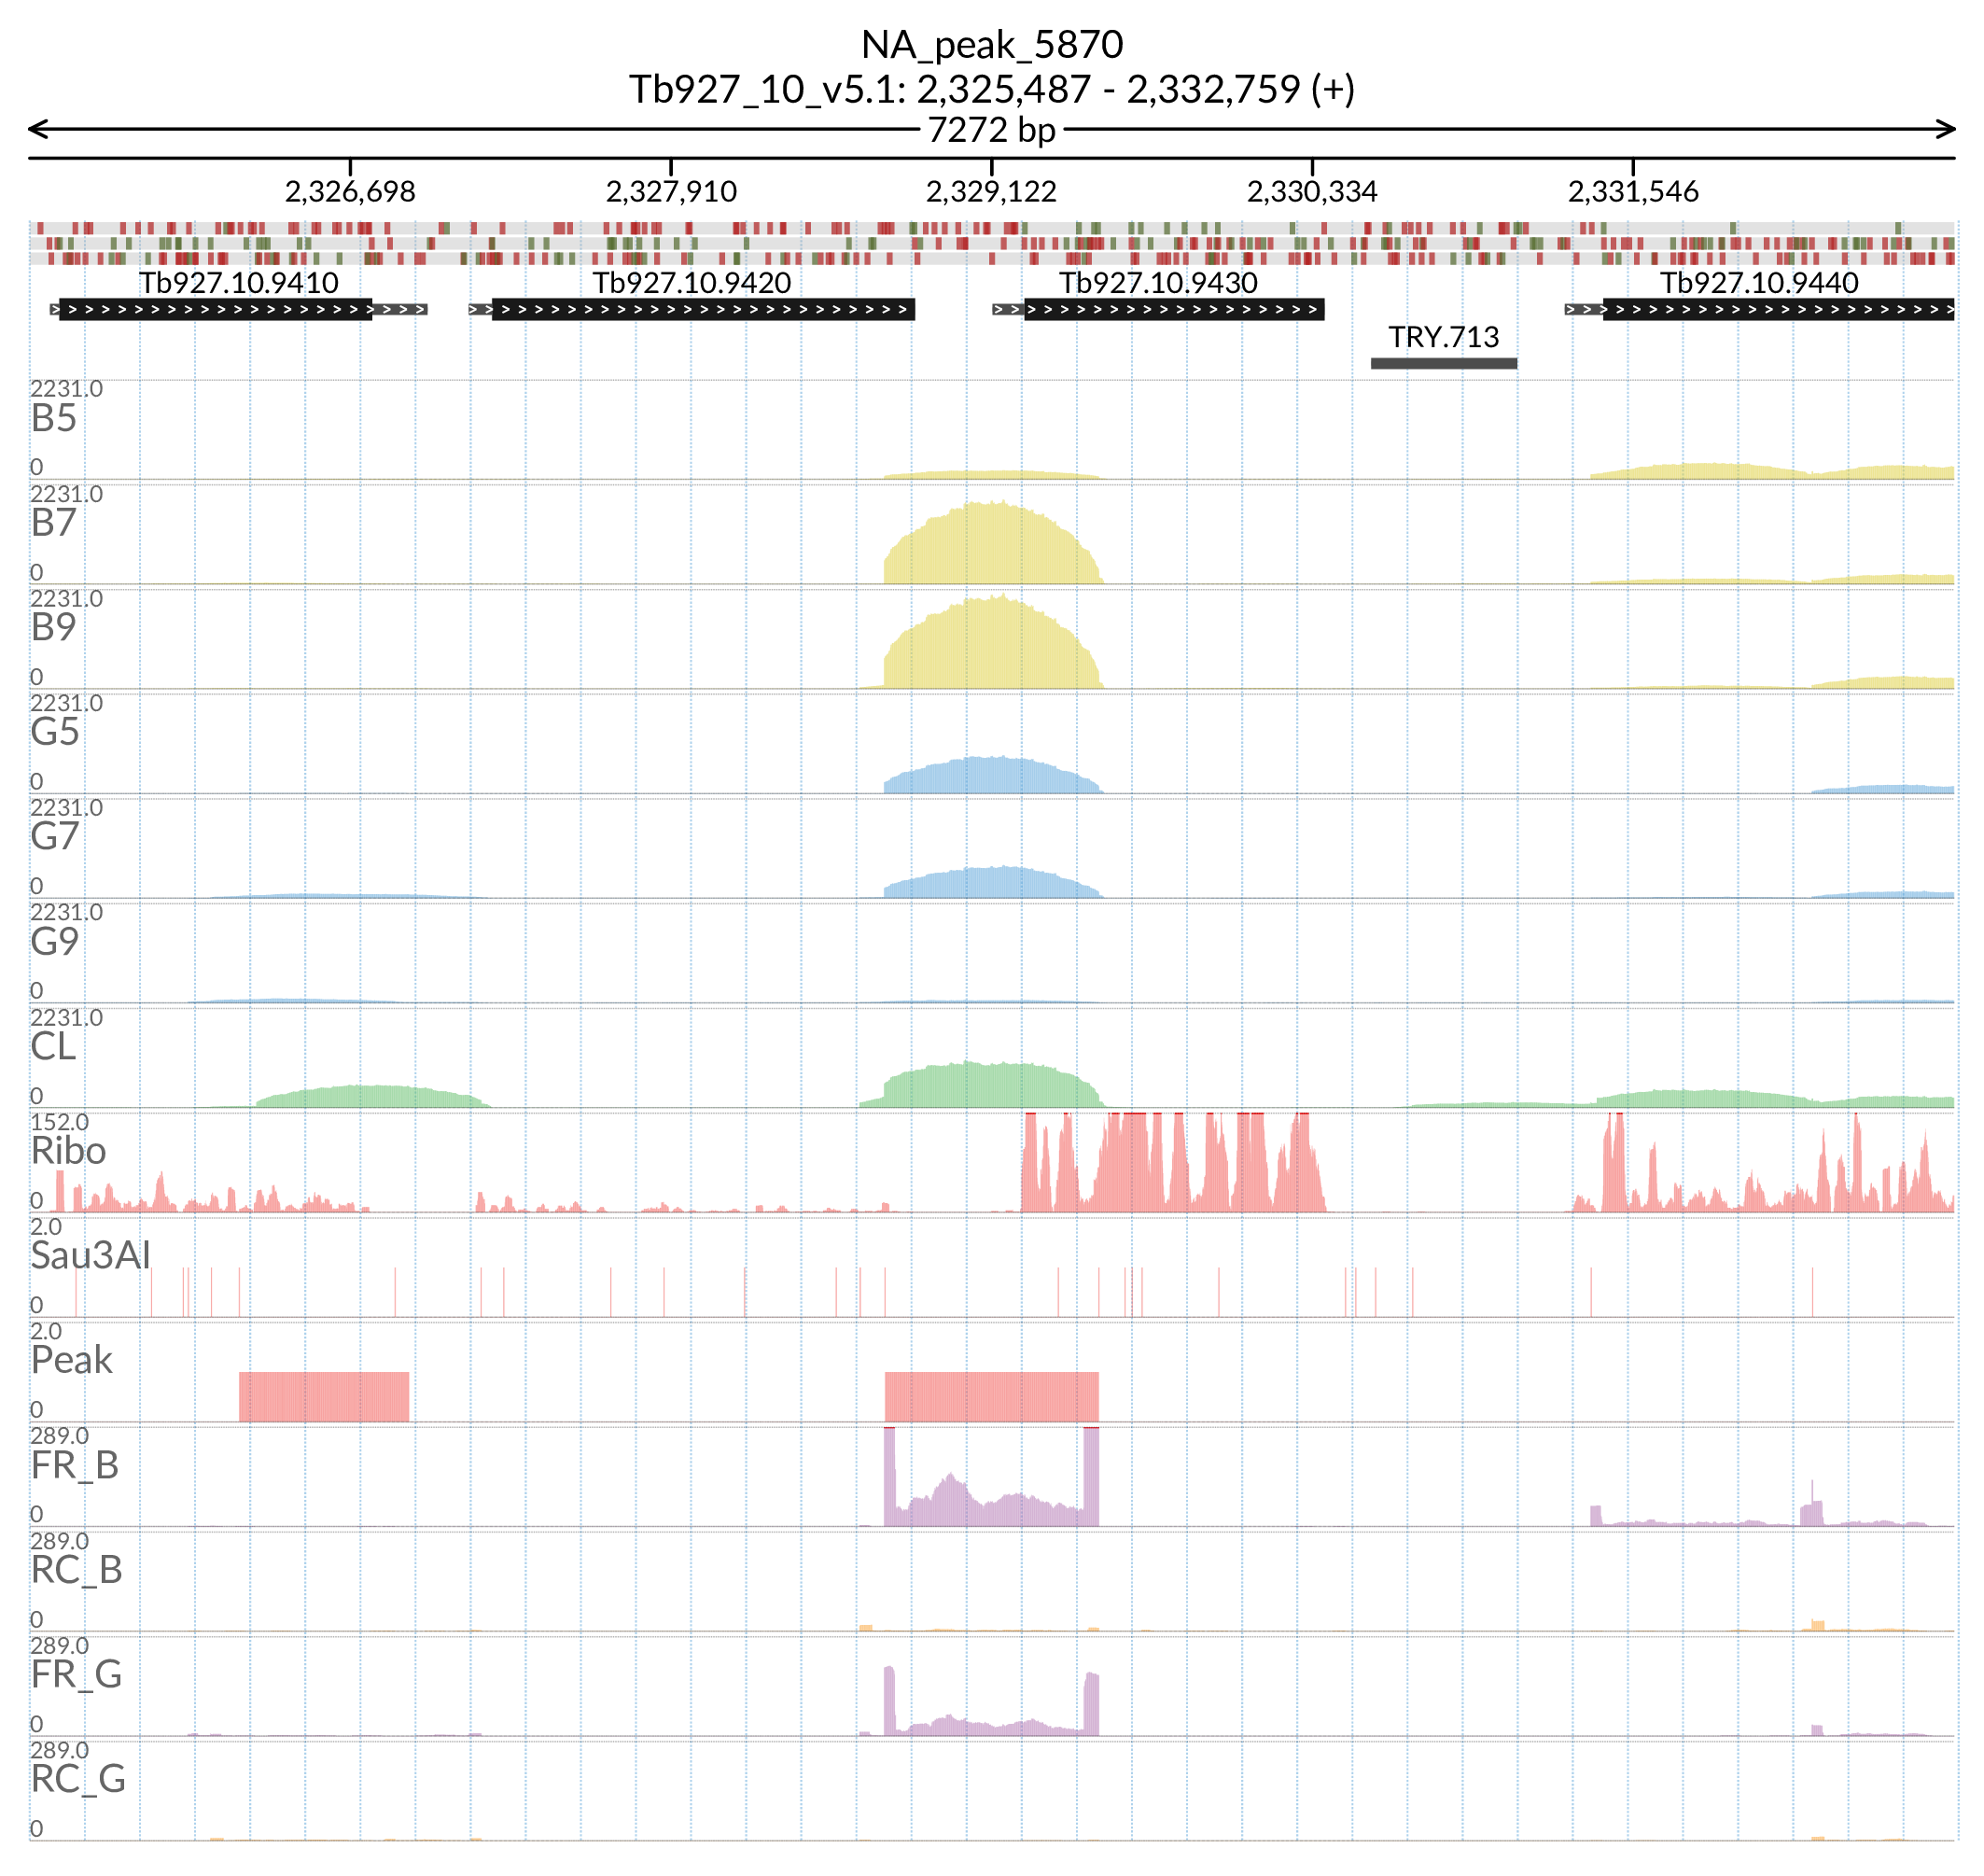 NA_peak_5870
Tb927_10_v5.1: 2,325,487 - 2,332,759 (+)
7272 bp
2,326,698 2,327,910 2,329,122 2,330,334 2,331,546
Tb927.10.9410 Tb927.10.9420 Tb927.10.9430 Tb927.10.9440
TRY.713
2231.0
B5
0
2231.0
B7
0
2231.0
B9
0
2231.0
G5
0
2231.0
G7
0
2231.0
G9
0
2231.0
CL
0
152.0
Ribo
0
2.0
Sau3AI
0
2.0
Peak
0
289.0
FR_B
0
289.0
RC_B
0
289.0
FR_G
0
289.0
RC_G
0